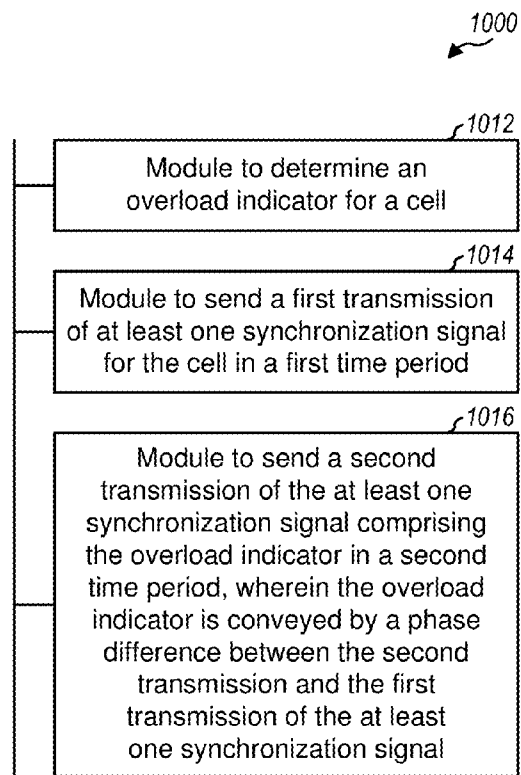 1000
1012
Module to determine an
overload indicator for a cell
1014
Module to send a first transmission
of at least one synchronization signal
for the cell in a first time period
1016
Module to send a second
transmission of the at least one
synchronization signal comprising
the overload indicator in a second
time period, wherein the overload
indicator is conveyed by a phase
difference between the second
transmission and the first
transmission of the at least
one synchronization signal